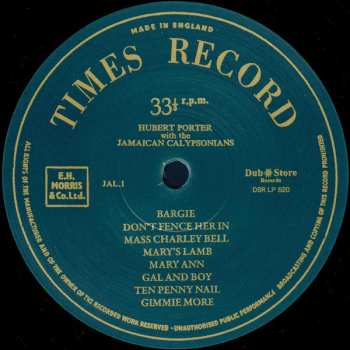 MADE IN ENGLAND
TIMES RECORD
33⅓ r.p.m.
HUBERT PORTER
with the
JAMAICAN CALYPSONIANS
E.H.
MORRIS
& Co. Ltd.
JAL.1
Dub Store
Records
DSR LP 520
BARGIE
DON'T FENCE HER IN
MASS CHARLEY BELL
MARY'S LAMB
MARY ANN
GAL AND BOY
TEN PENNY NAIL
GIMMIE MORE
ALL RIGHTS OF THE MANUFACTURER AND OF THE OWNER OF THE RECORDED WORK RESERVED - UNAUTHORISED PUBLIC PERFORMANCE BROADCASTING AND COPYING OF THIS RECORD PROHIBITED